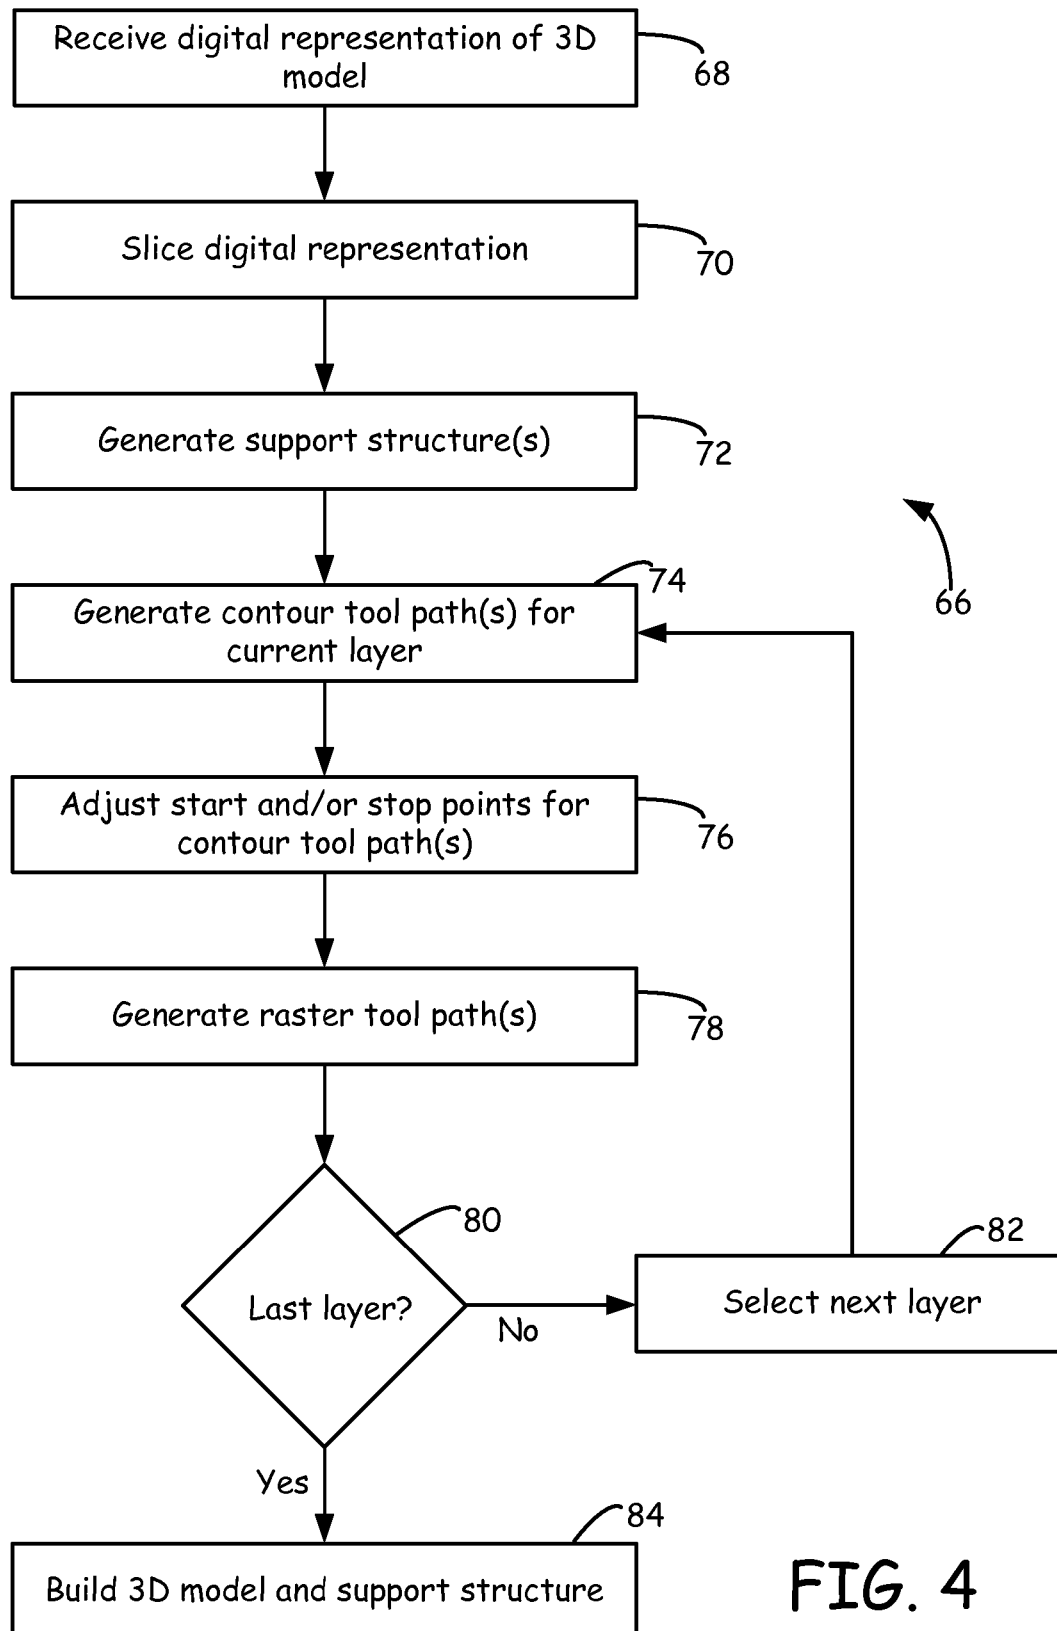 Receive digital representation of 3D
model
68
Slice digital representation
70
Generate support structure(s)
72
66
74
Generate contour tool path(s) for
current layer
Adjust start and/or stop points for
contour tool path(s)
76
Generate raster tool path(s)
78
80
Last layer?
No
82
Select next layer
Yes
84
Build 3D model and support structure
FIG. 4